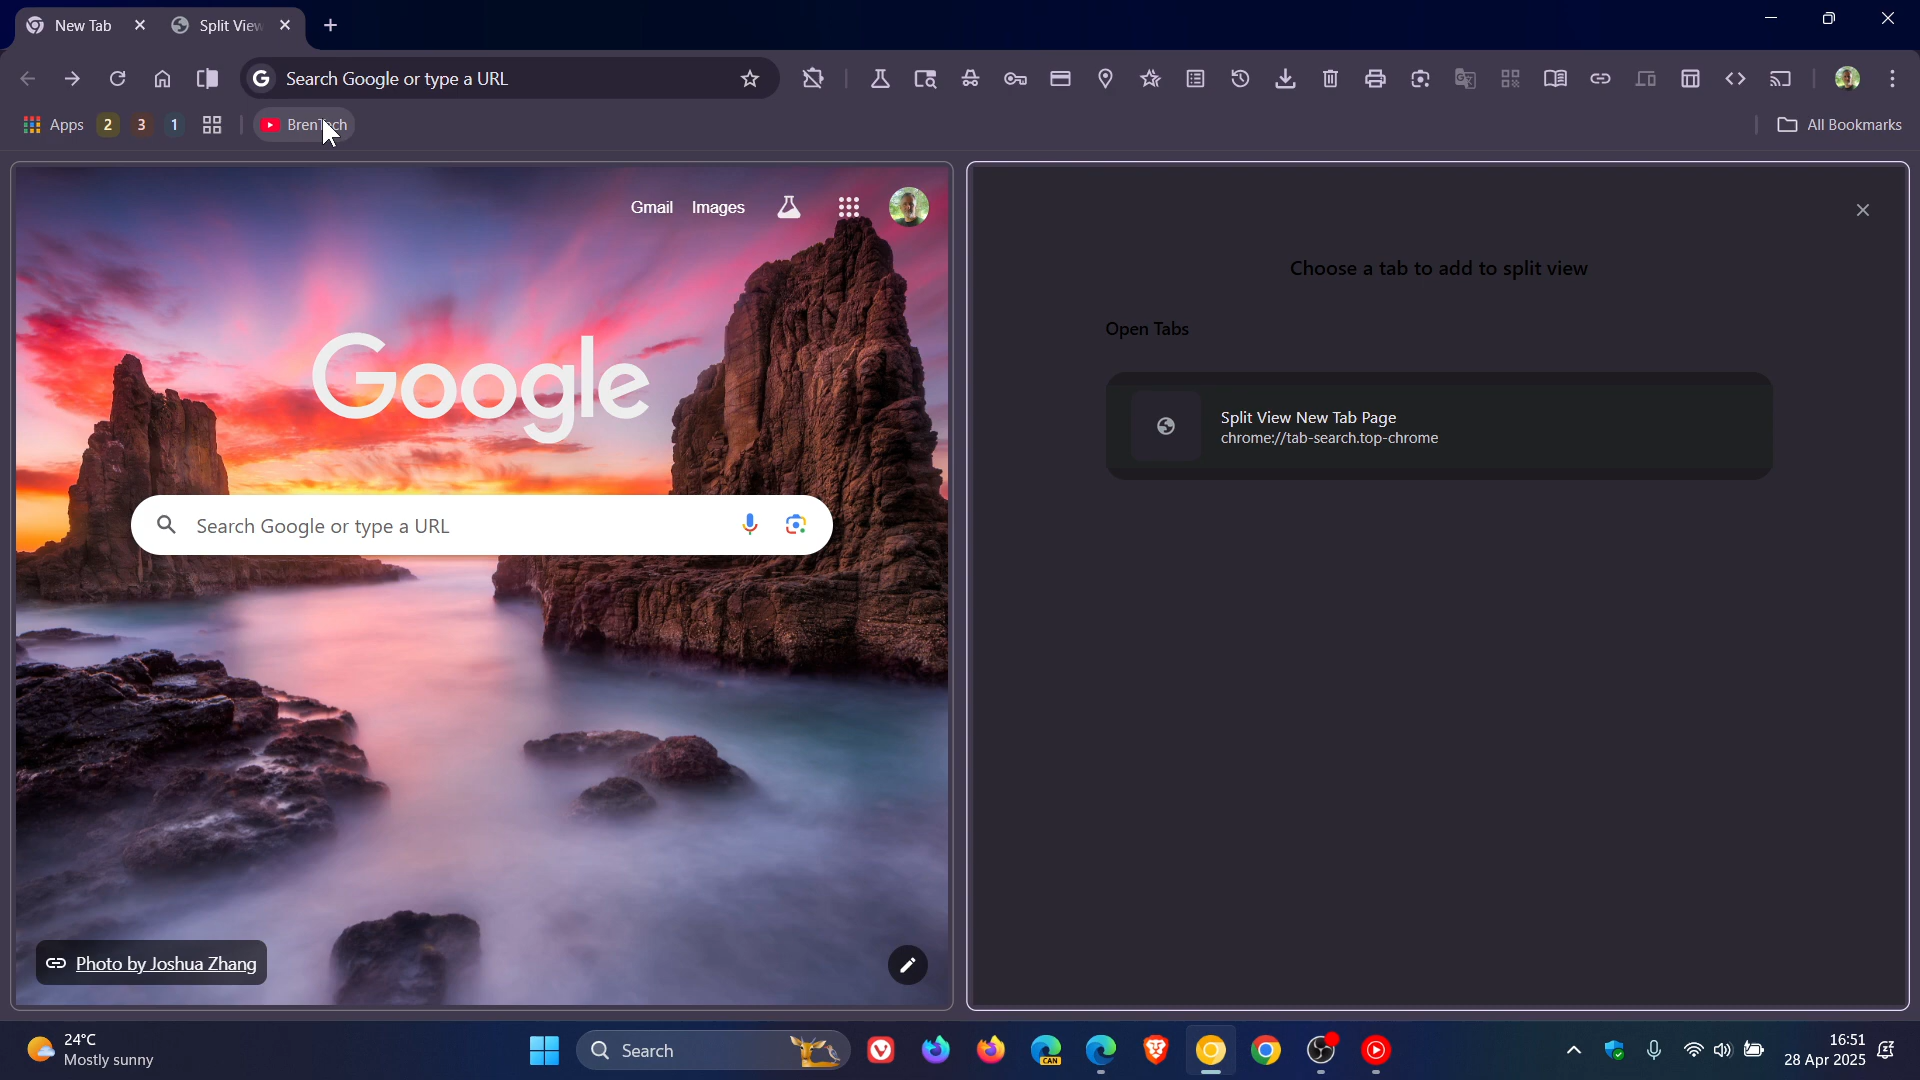 New Tab
Split View
Search Google or type a URL
Apps
2
3
1
BrenTech
All Bookmarks
Gmail
Images
Google
Search Google or type a URL
Photo by Joshua Zhang
Choose a tab to add to split view
Open Tabs
Split View New Tab Page
chrome://tab-search.top-chrome
24°C
Mostly sunny
Search
CAN
16:51
28 Apr 2025